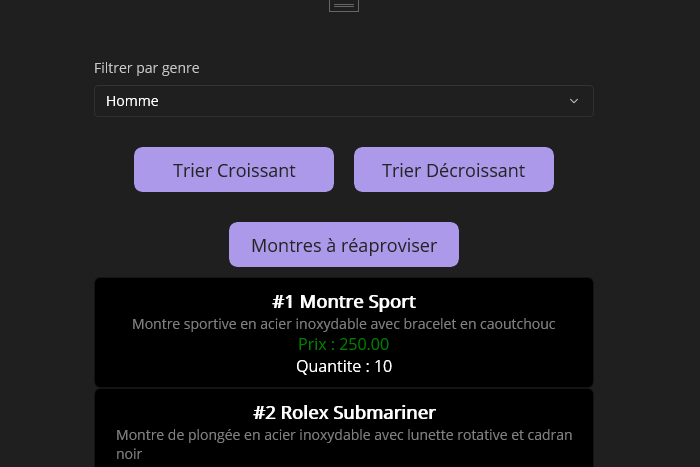 Filtrer par genre
Homme
Trier Croissant
Trier Décroissant
Montres à réaproviser
#1 Montre Sport
Montre sportive en acier inoxydable avec bracelet en caoutchouc
Prix : 250.00
Quantite : 10
#2 Rolex Submariner
Montre de plongée en acier inoxydable avec lunette rotative et cadran
noir